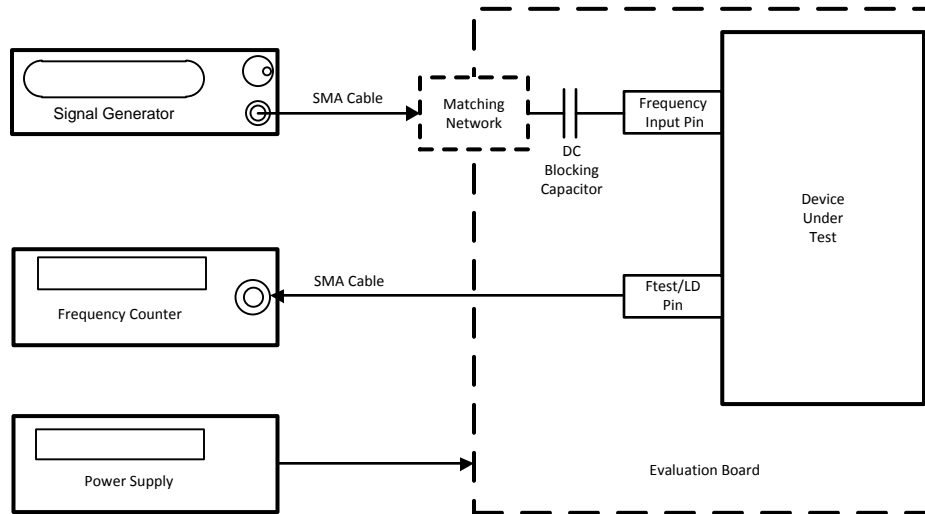 Signal Generator
SMA Cable
Matching
Network
DC
Blocking
Capacitor
Frequency
Input Pin
Device
Under
Test
Frequency Counter
SMA Cable
Ftest/LD
Pin
Power Supply
Evaluation Board